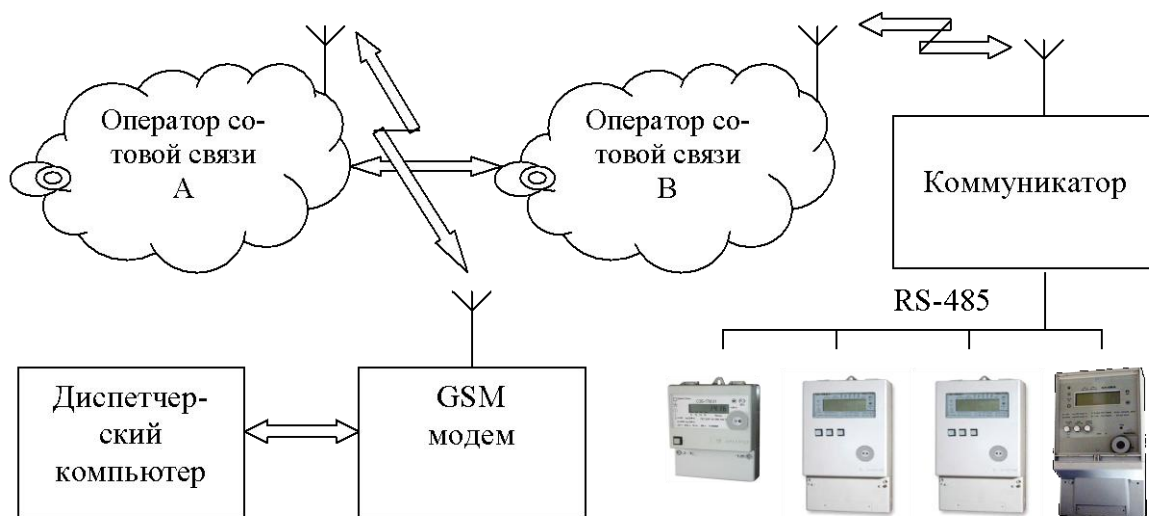 Оператор со-
товой связи
А
Оператор со-
товой связи
В
Коммуникатор
RS-485
Диспетчер-
ский
компьютер
GSM
модем